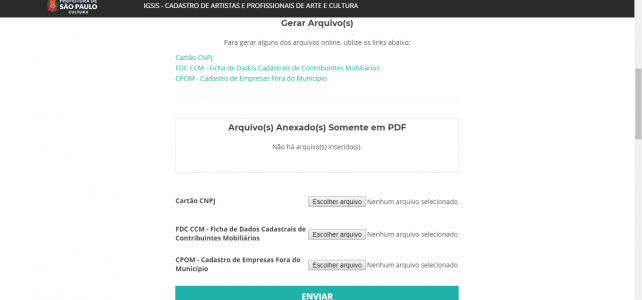 PREFEITURA DE
SÃO PAULO
CULTURA
IGSIS - CADASTRO DE ARTISTAS E PROFISSIONAIS DE ARTE E CULTURA
Gerar Arquivo(s)
Para gerar alguns dos arquivos online, utilize os links abaixo:
Cartão CNPJ
FDC CCM - Ficha de Dados Cadastrais de Contribuintes Mobiliários
CPOM - Cadastro de Empresas Fora do Município
Arquivo(s) Anexado(s) Somente em PDF
Não há arquivo(s) inserido(s).
Cartão CNPJ
Escolher arquivo Nenhum arquivo selecionado
FDC CCM - Ficha de Dados Cadastrais de
Contribuintes Mobiliários
Escolher arquivo Nenhum arquivo selecionado
CPOM - Cadastro de Empresas Fora do
Município
Escolher arquivo Nenhum arquivo selecionado
ENVIAR